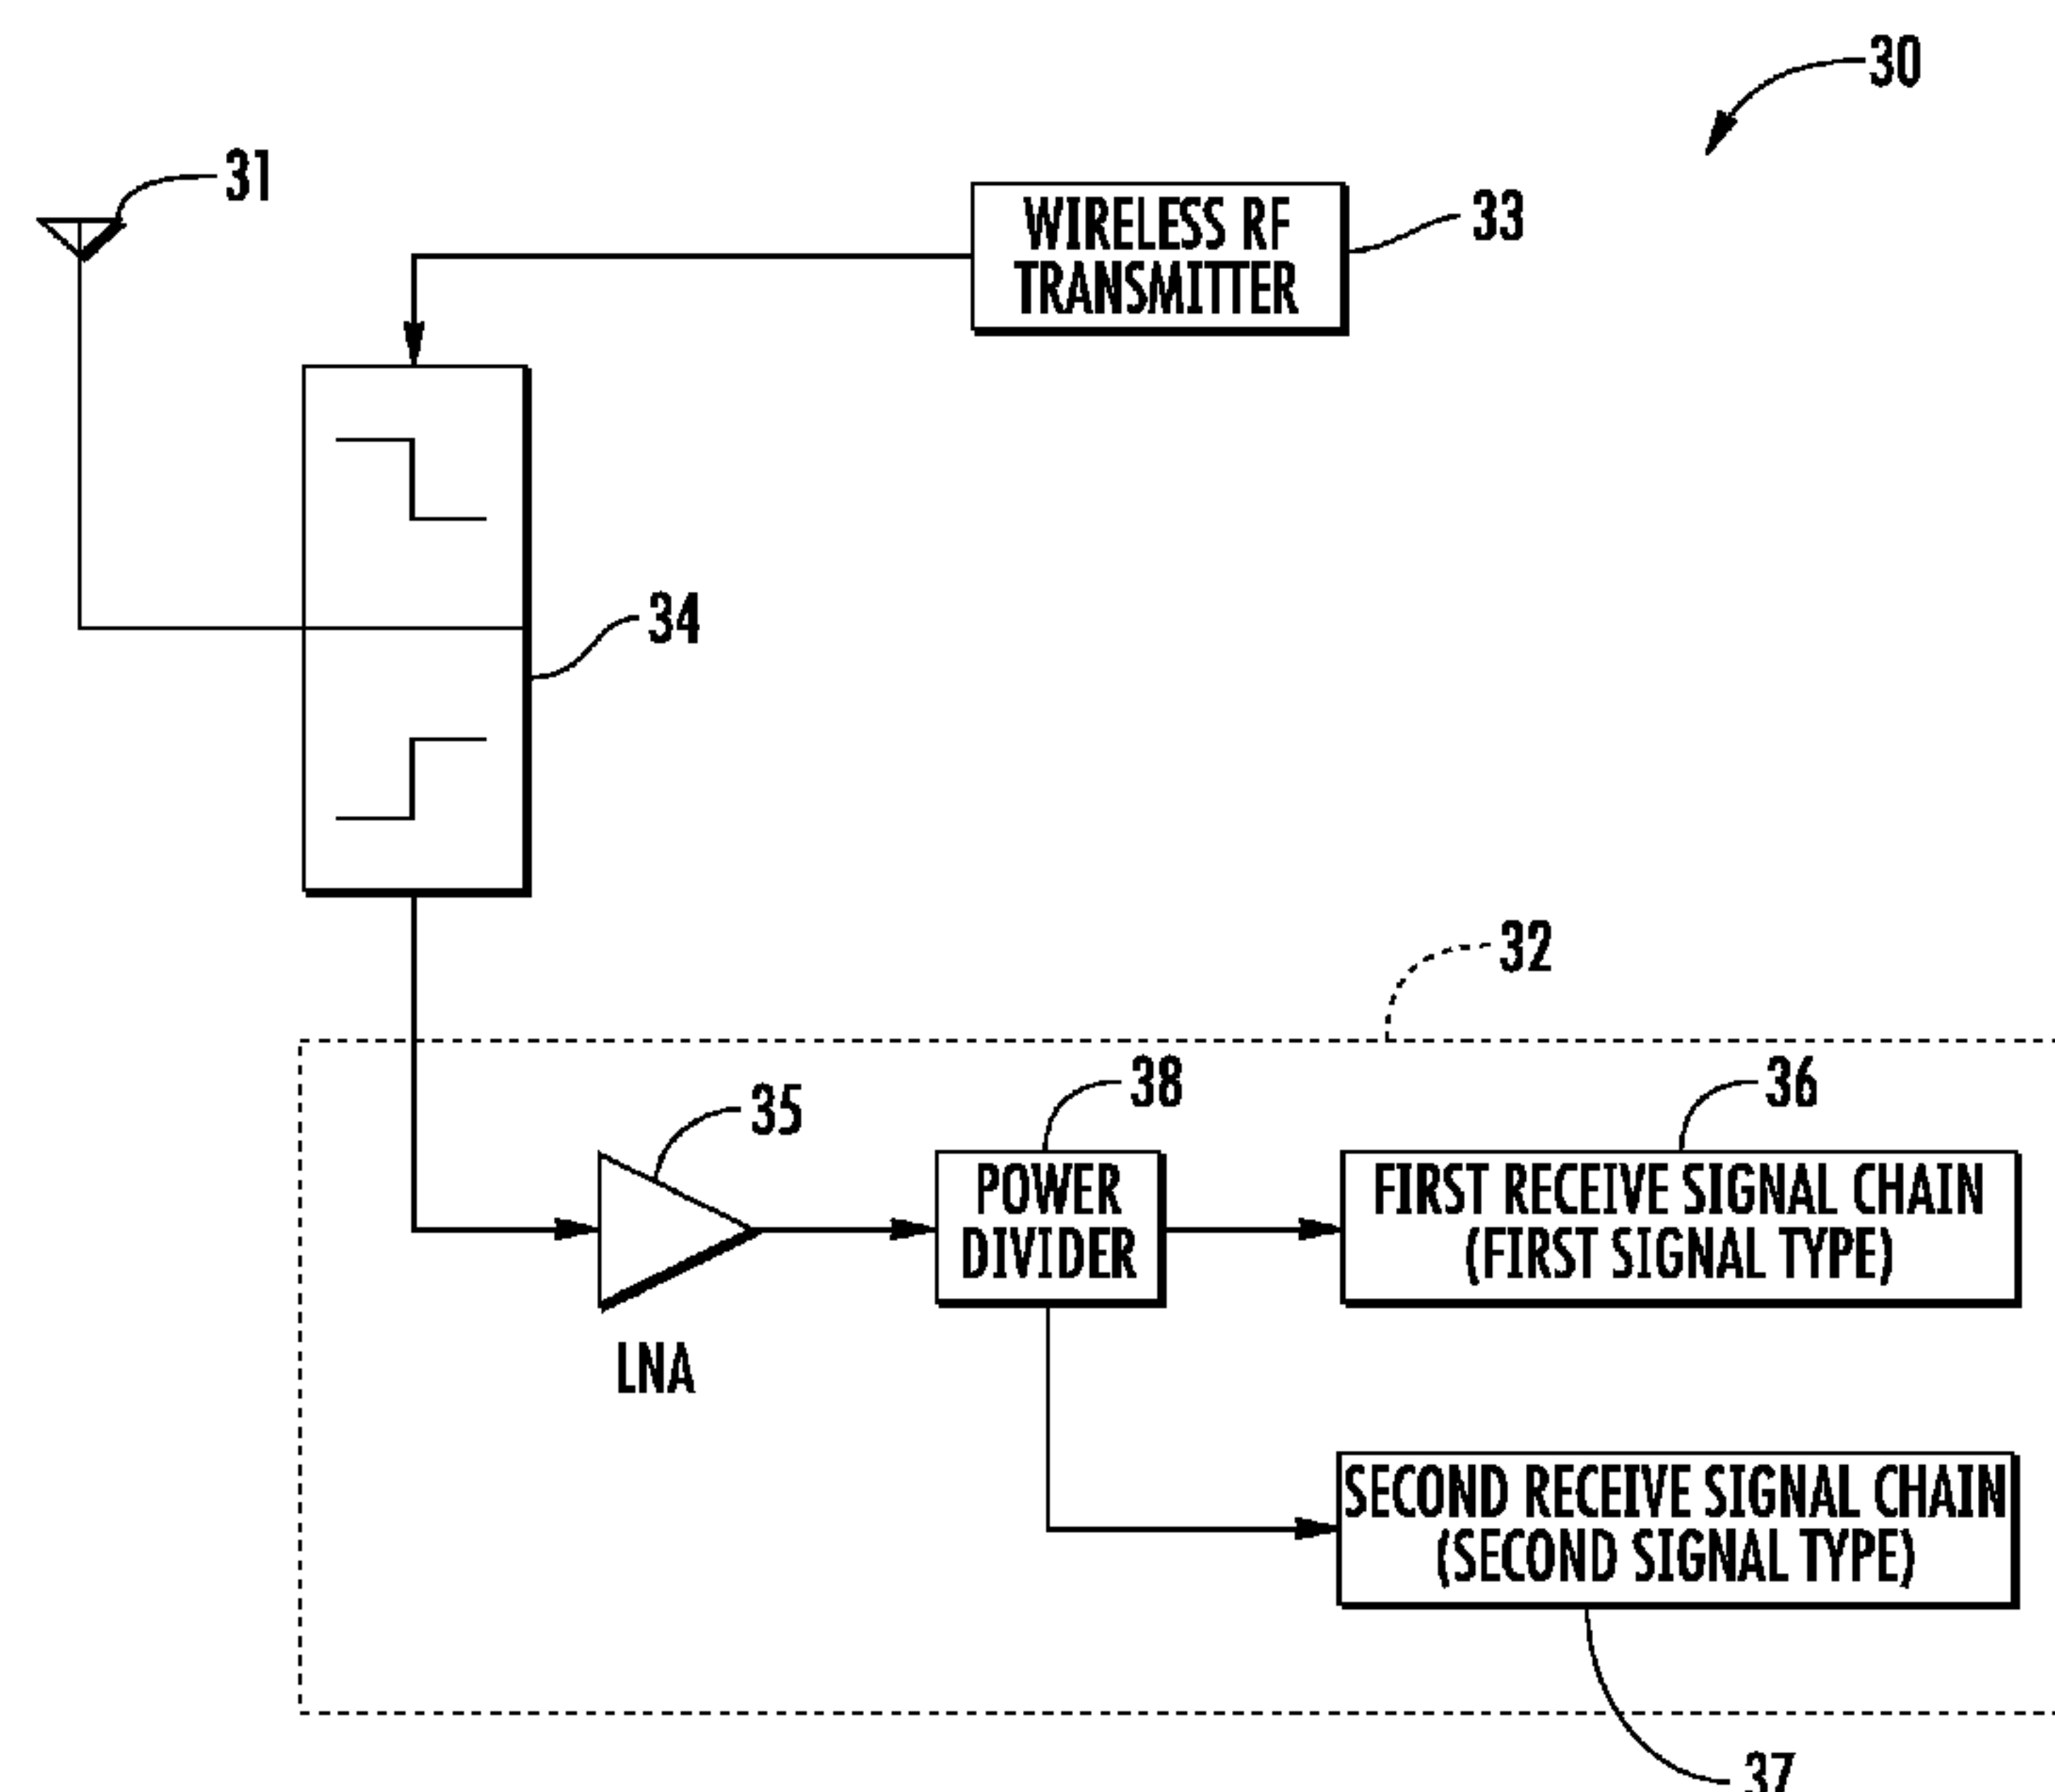 30
31
WIRELESS RF
TRANSMITTER
33
34
32
35
38
36
POWER
DIVIDER
FIRST RECEIVE SIGNAL CHAIN
(FIRST SIGNAL TYPE)
LNA
SECOND RECEIVE SIGNAL CHAIN
(SECOND SIGNAL TYPE)
37